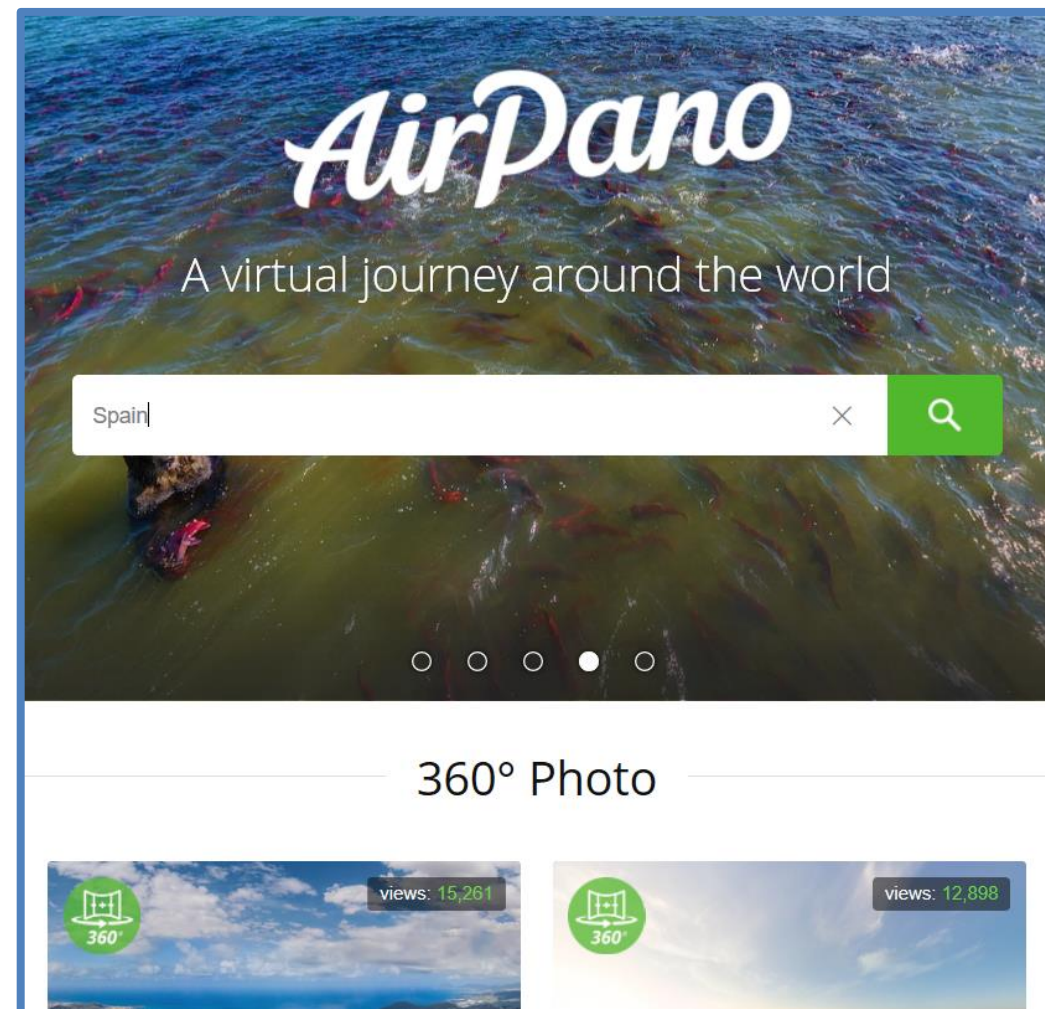 AirPano
A virtual journey around the world
Spain
360° Photo
360°
views: 15,261
360°
views: 12,898